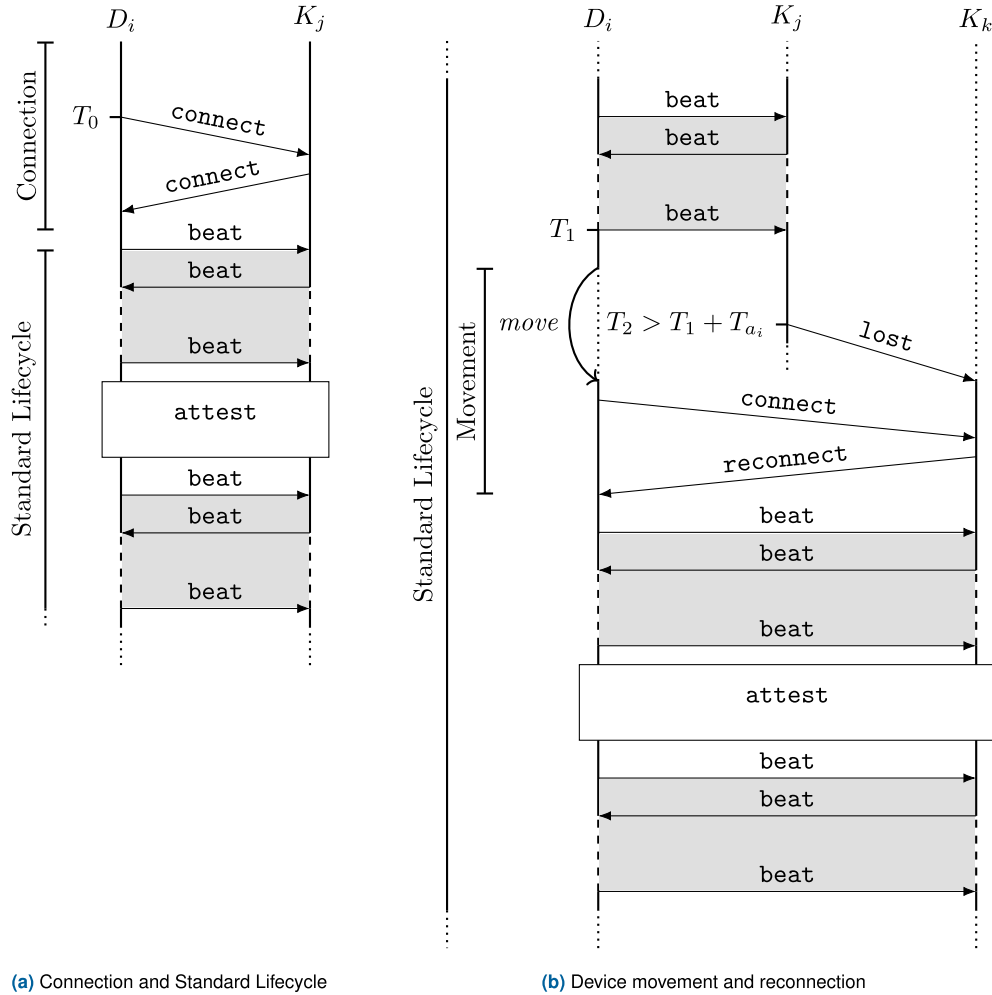 D_i
K_j
Connection
T_0
connect
connect
Standard Lifecycle
beat
beat
beat
attest
beat
beat
beat
(a) Connection and Standard Lifecycle
D_i
K_j
K_k
Standard Lifecycle
beat
beat
beat
T_1
Movement
move
T_2 > T_1 + T_{a_i}
lost
connect
reconnect
beat
beat
beat
attest
beat
beat
beat
(b) Device movement and reconnection